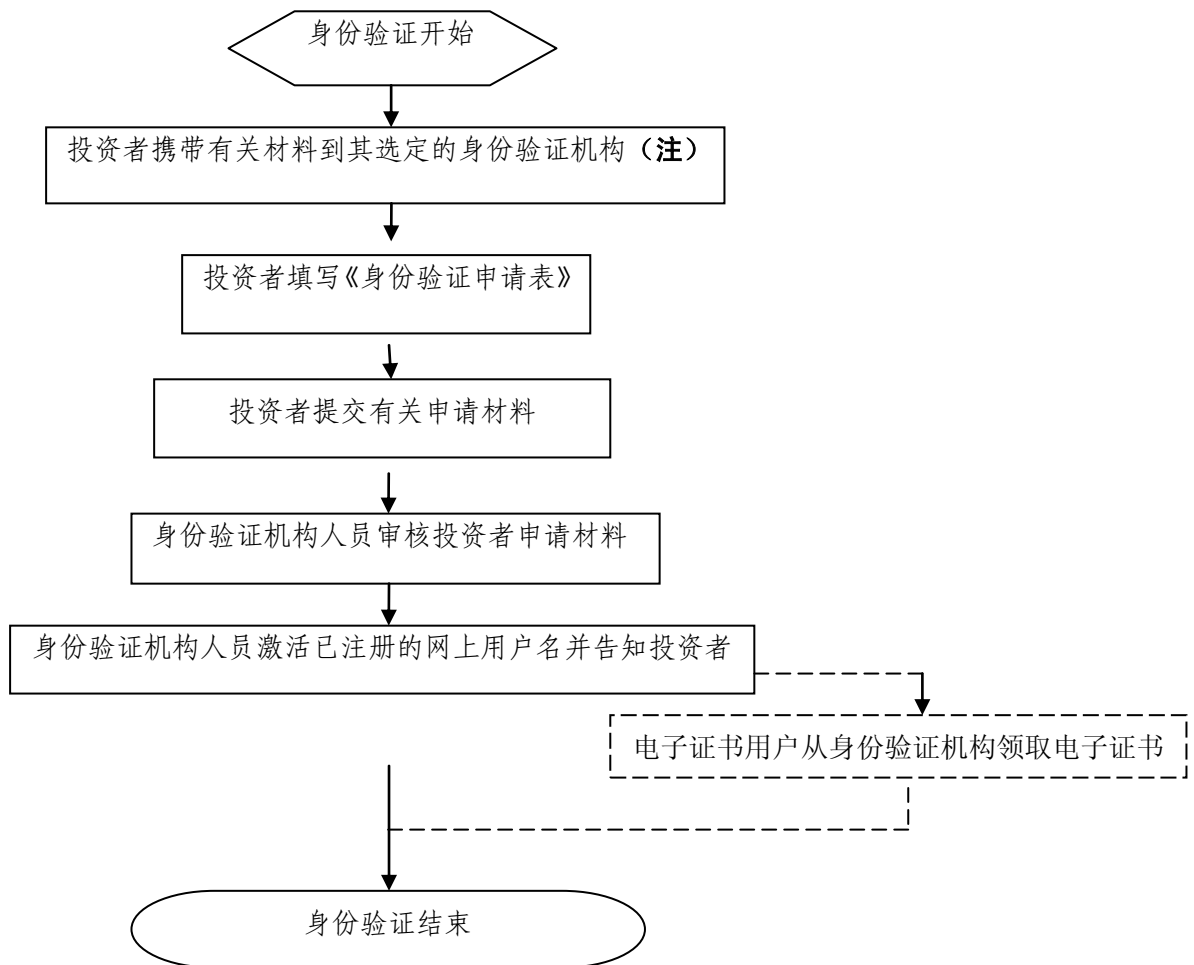 身份验证开始
投资者携带有关材料到其选定的身份验证机构（注）
投资者填写《身份验证申请表》
投资者提交有关申请材料
身份验证机构人员审核投资者申请材料
身份验证机构人员激活已注册的网上用户名并告知投资者
电子证书用户从身份验证机构领取电子证书
身份验证结束